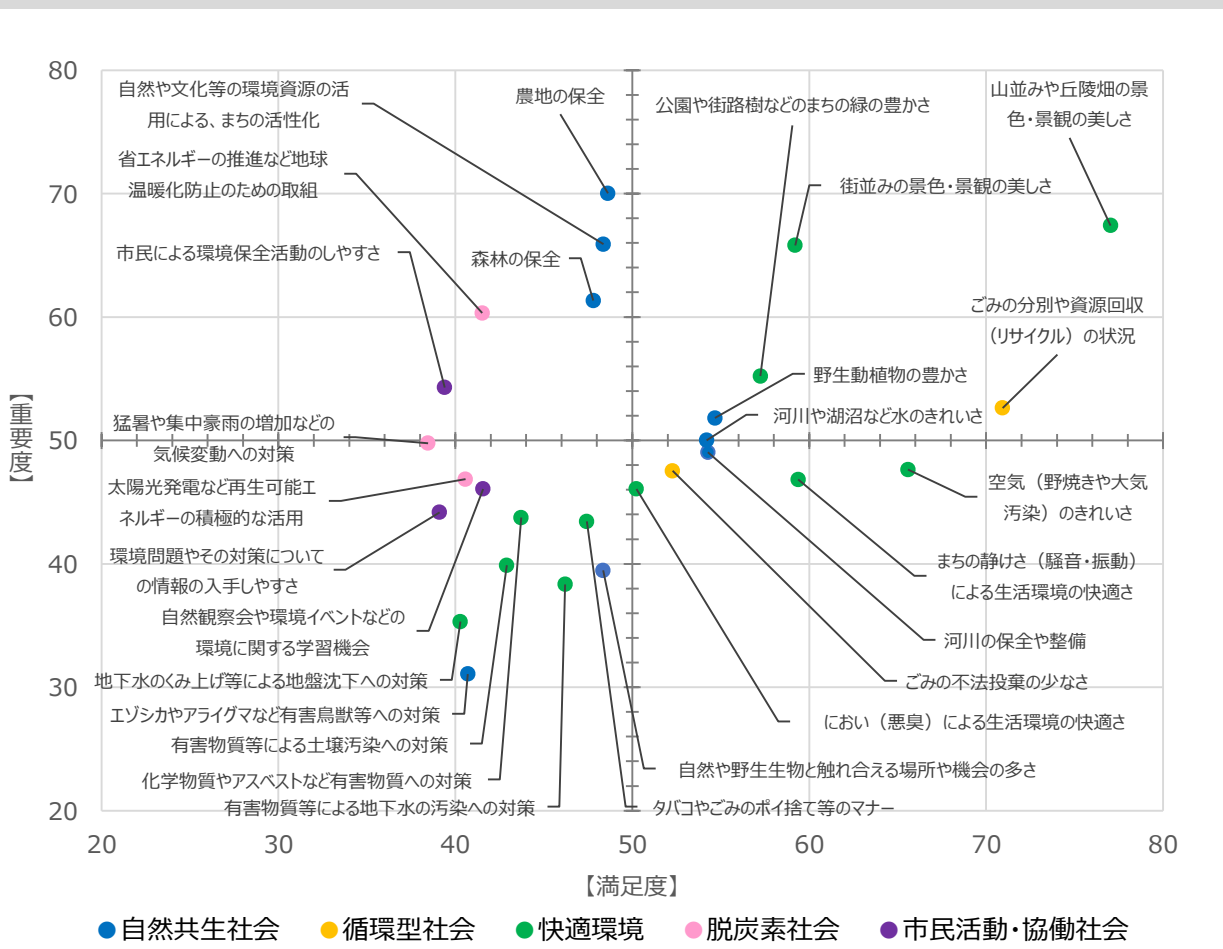 80
70
60
50
40
30
20
【重要度】
自然や文化等の環境資源の活
用による、まちの活性化
農地の保全
公園や街路樹などのまちの緑の豊かさ
山並みや丘陵畑の景
色・景観の美しさ
省エネルギーの推進など地球
温暖化防止のための取組
街並みの景色・景観の美しさ
市民による環境保全活動のしやすさ
森林の保全
ごみの分別や資源回収
（リサイクル）の状況
野生動植物の豊かさ
河川や湖沼など水のきれいさ
猛暑や集中豪雨の増加などの
気候変動への対策
太陽光発電など再生可能エ
ネルギーの積極的な活用
空気（野焼きや大気
汚染）のきれいさ
環境問題やその対策について
の情報の入手しやすさ
まちの静けさ（騒音・振動）
による生活環境の快適さ
自然観察会や環境イベントなどの
環境に関する学習機会
河川の保全や整備
地下水のくみ上げ等による地盤沈下への対策
ごみの不法投棄の少なさ
エゾシカやアライグマなど有害鳥獣等への対策
におい（悪臭）による生活環境の快適さ
有害物質等による土壌汚染への対策
自然や野生生物と触れ合える場所や機会の多さ
化学物質やアスベストなど有害物質への対策
有害物質等による地下水の汚染への対策
タバコやごみのポイ捨て等のマナー
20 30 40 50 60 70 80
【満足度】
自然共生社会 循環型社会 快適環境 脱炭素社会 市民活動・協働社会